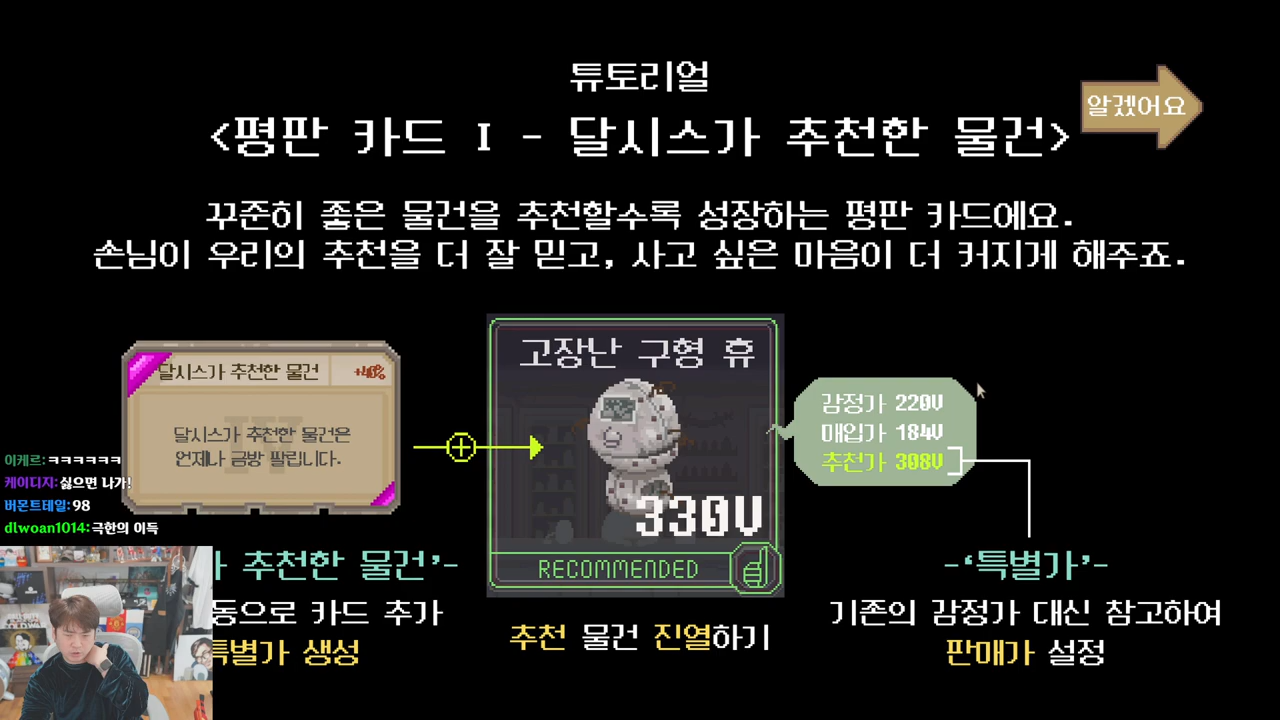 튜토리얼
알겠어요
<평판 카드 I - 달시스가 추천한 물건>
꾸준히 좋은 물건을 추천할수록 성장하는 평판 카드에요.
손님이 우리의 추천을 더 잘 믿고, 사고 싶은 마음이 더 커지게 해주죠.
달시스가 추천한 물건 +40%
달시스가 추천한 물건은
언제나 금방 팔립니다.
고장난 구형 휴
330V
RECOMMENDED
감정가 220V
매입가 184V
추천가 308V
이케르: ㅋㅋㅋㅋㅋㅋ
케이디지: 싫으면 나가!
버몬트테일: 98
dlwoan1014: 극한의 이득
가 추천한 물건'-
동으로 카드 추가
특별가 생성
추천 물건 진열하기
-'특별가'-
기존의 감정가 대신 참고하여
판매가 설정